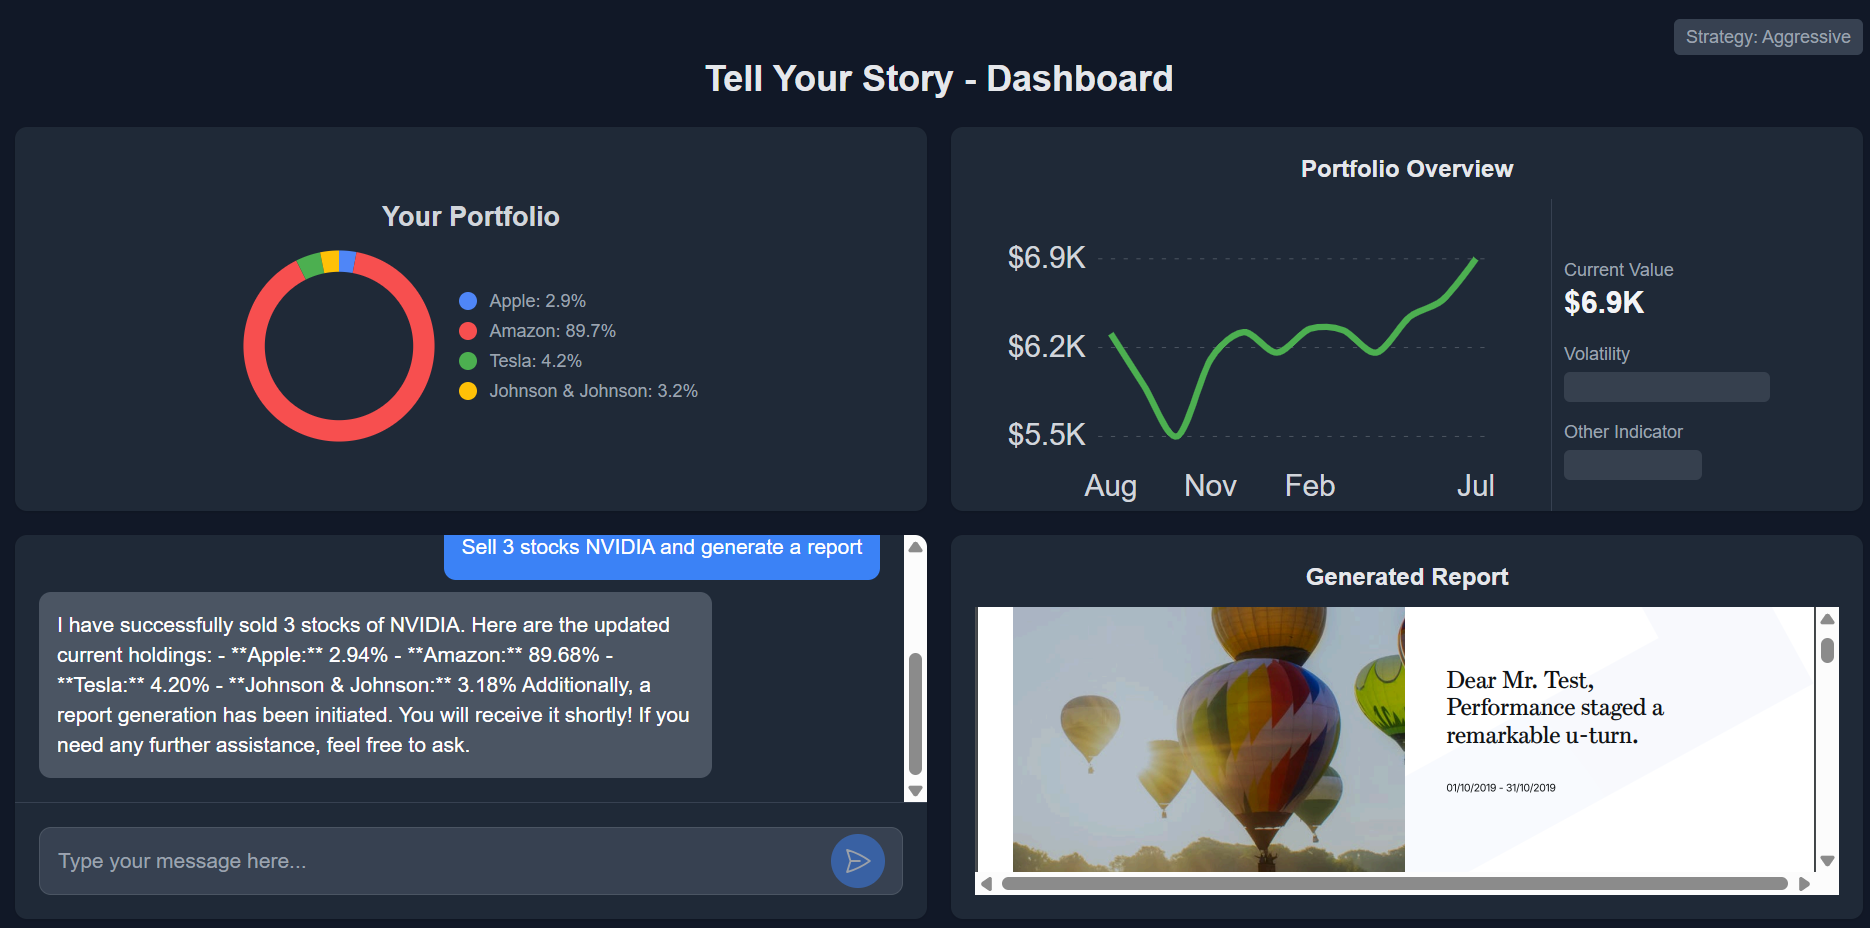 Strategy: Aggressive
Tell Your Story - Dashboard
Your Portfolio
Apple: 2.9%
Amazon: 89.7%
Tesla: 4.2%
Johnson & Johnson: 3.2%
Portfolio Overview
$6.9K
$6.2K
$5.5K
Aug
Nov
Feb
Jul
Current Value
$6.9K
Volatility
Other Indicator
Sell 3 stocks NVIDIA and generate a report
I have successfully sold 3 stocks of NVIDIA. Here are the updated
current holdings: - **Apple:** 2.94% - **Amazon:** 89.68% -
**Tesla:** 4.20% - **Johnson & Johnson:** 3.18% Additionally, a
report generation has been initiated. You will receive it shortly! If you
need any further assistance, feel free to ask.
Type your message here...
Generated Report
Dear Mr. Test,
Performance staged a
remarkable u-turn.
01/10/2019 - 31/10/2019